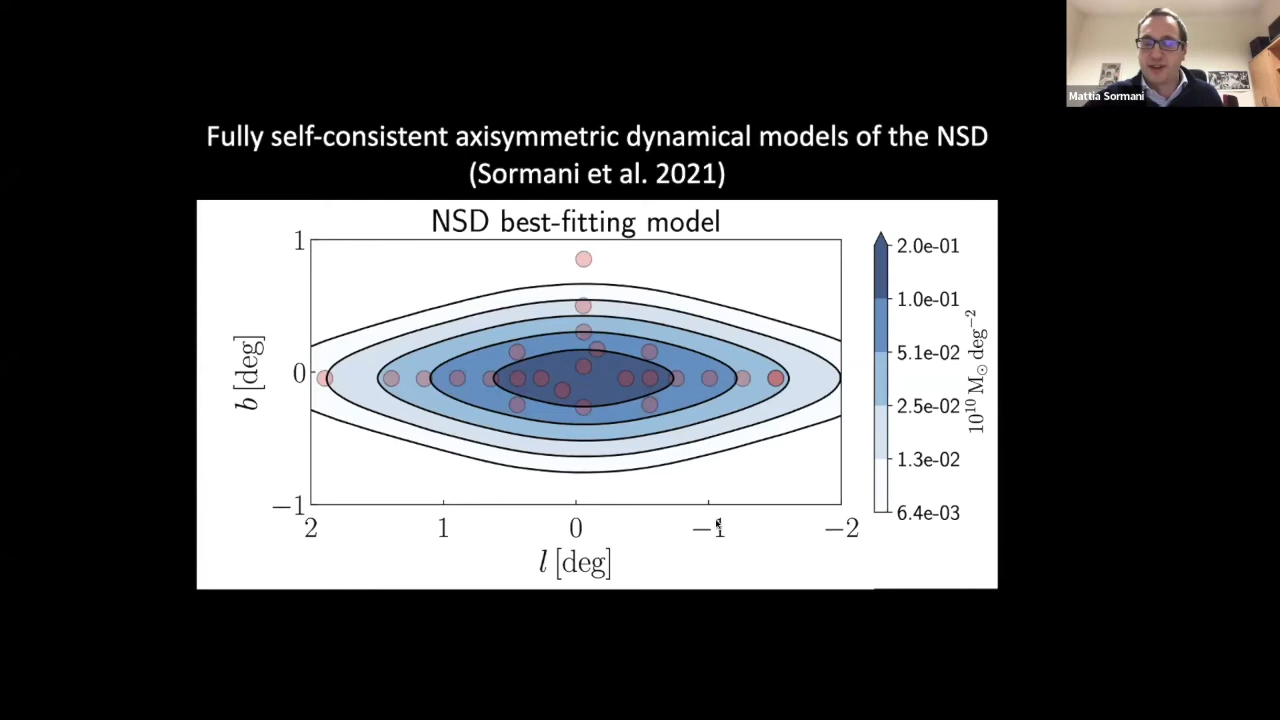 Mattia Sormani
Fully self-consistent axisymmetric dynamical models of the NSD
(Sormani et al. 2021)
NSD best-fitting model
1
0
−1
b [deg]
2 1 0 −1 −2
l [deg]
2.0e-01
1.0e-01
5.1e-02
2.5e-02
1.3e-02
6.4e-03
10¹⁰ M⊙ deg⁻²